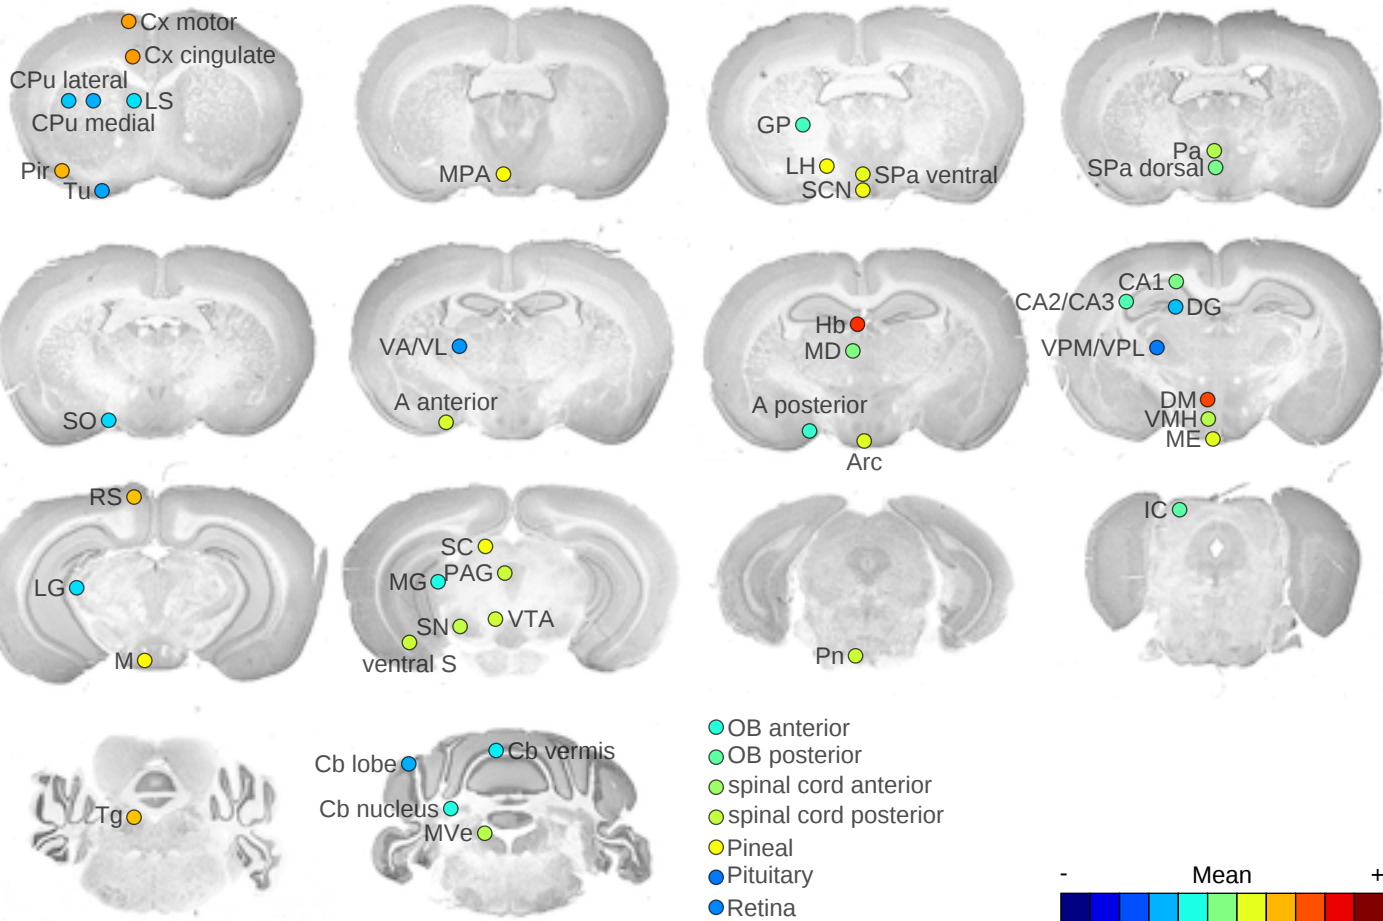 Cx motor
Cx cingulate
CPu lateral
LS
CPu medial
Pir
Tu
MPA
GP
LH
SPa ventral
SCN
Pa
SPa dorsal
SO
VA/VL
A anterior
Hb
MD
A posterior
Arc
CA1
CA2/CA3
DG
VPM/VPL
DM
VMH
ME
RS
LG
M
SC
MG
PAG
SN
VTA
ventral S
Pn
IC
Tg
Cb lobe
Cb vermis
Cb nucleus
MVe
OB anterior
OB posterior
spinal cord anterior
spinal cord posterior
Pineal
Pituitary
Retina
- Mean +